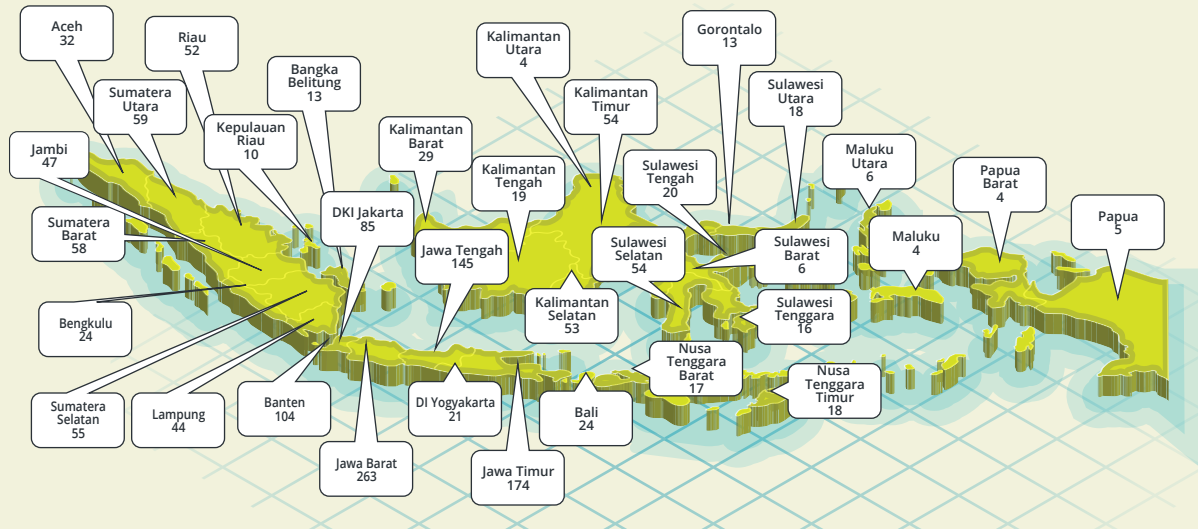 Aceh
32
Riau
52
Sumatera
Utara
59
Bangka
Belitung
13
Kepulauan
Riau
10
Jambi
47
Sumatera
Barat
58
Bengkulu
24
Sumatera
Selatan
55
Lampung
44
Banten
104
DKI Jakarta
85
Jawa Barat
263
Jawa Tengah
145
DI Yogyakarta
21
Jawa Timur
174
Bali
24
Kalimantan
Barat
29
Kalimantan
Tengah
19
Kalimantan
Utara
4
Kalimantan
Timur
54
Kalimantan
Selatan
53
Gorontalo
13
Sulawesi
Utara
18
Sulawesi
Tengah
20
Sulawesi
Selatan
54
Sulawesi
Barat
6
Sulawesi
Tenggara
16
Nusa
Tenggara
Barat
17
Nusa
Tenggara
Timur
18
Maluku
Utara
6
Maluku
4
Papua
Barat
4
Papua
5